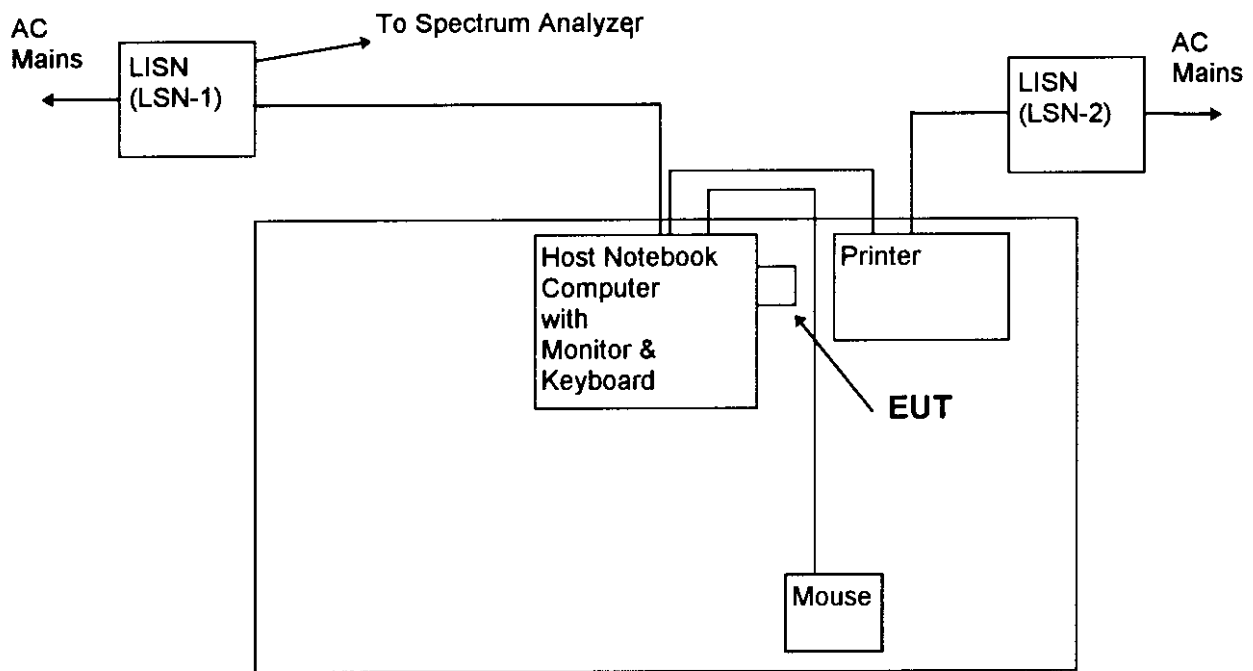 AC
Mains
LISN
(LSN-1)
To Spectrum Analyzer
LISN
(LSN-2)
AC
Mains
Host Notebook
Computer
with
Monitor &
Keyboard
Printer
EUT
Mouse